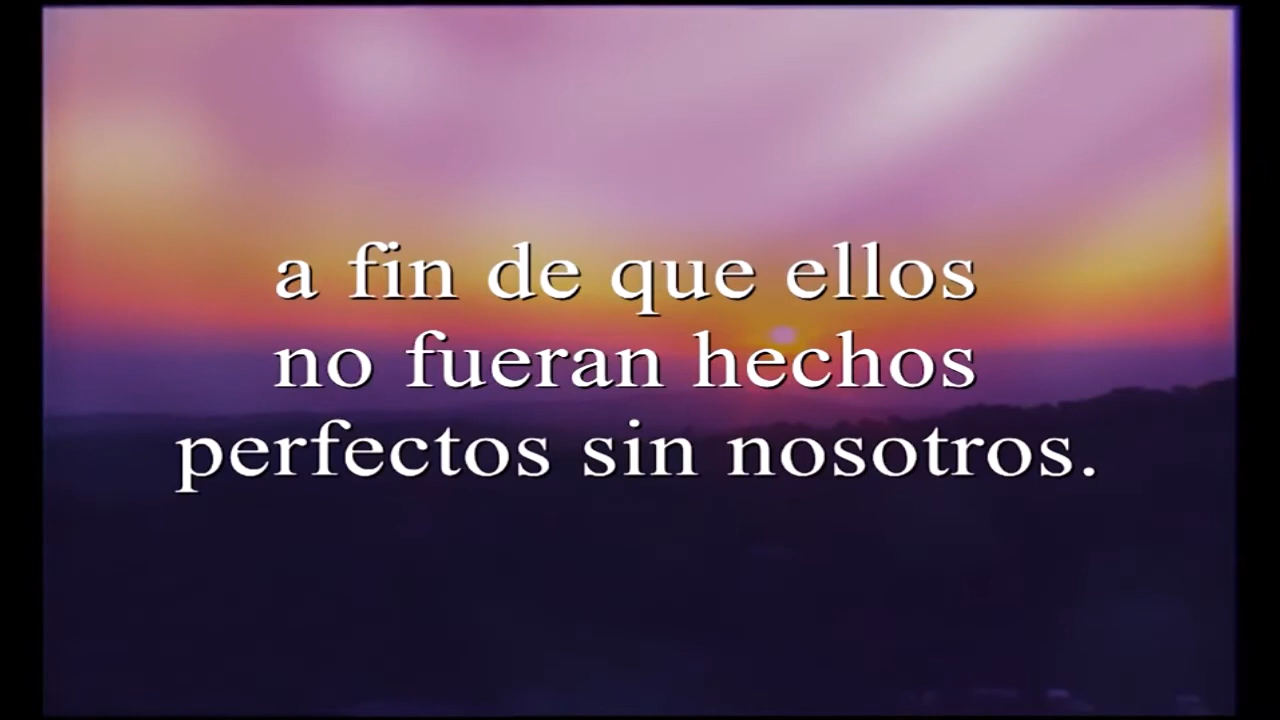 a fin de que ellos
no fueran hechos
perfectos sin nosotros.